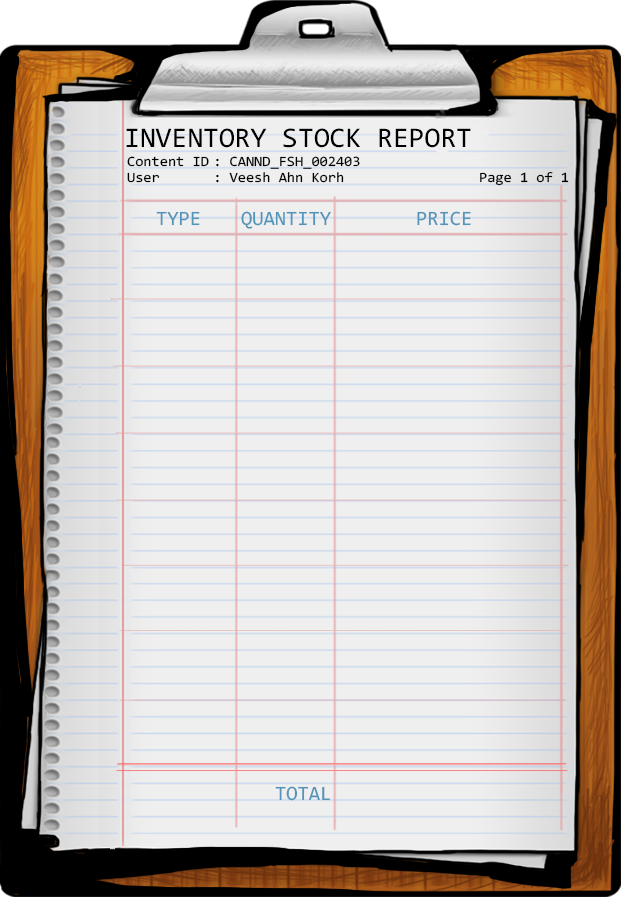 INVENTORY STOCK REPORT
Content ID : CANND_FSH_002403
User : Veesh Ahn Korh Page 1 of 1
TYPE QUANTITY PRICE
TOTAL